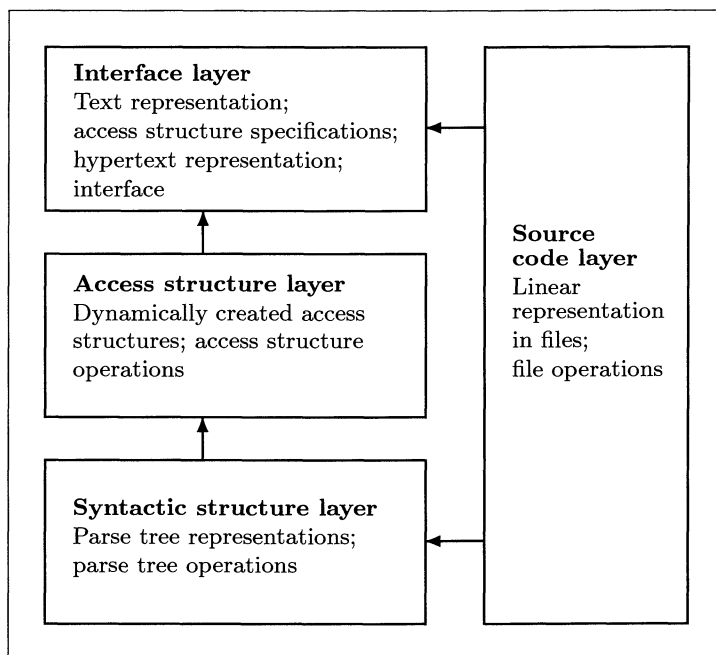 Interface layer
Text representation;
access structure specifications;
hypertext representation;
interface
Access structure layer
Dynamically created access
structures; access structure
operations
Syntactic structure layer
Parse tree representations;
parse tree operations
Source
code layer
Linear
representation
in files;
file operations